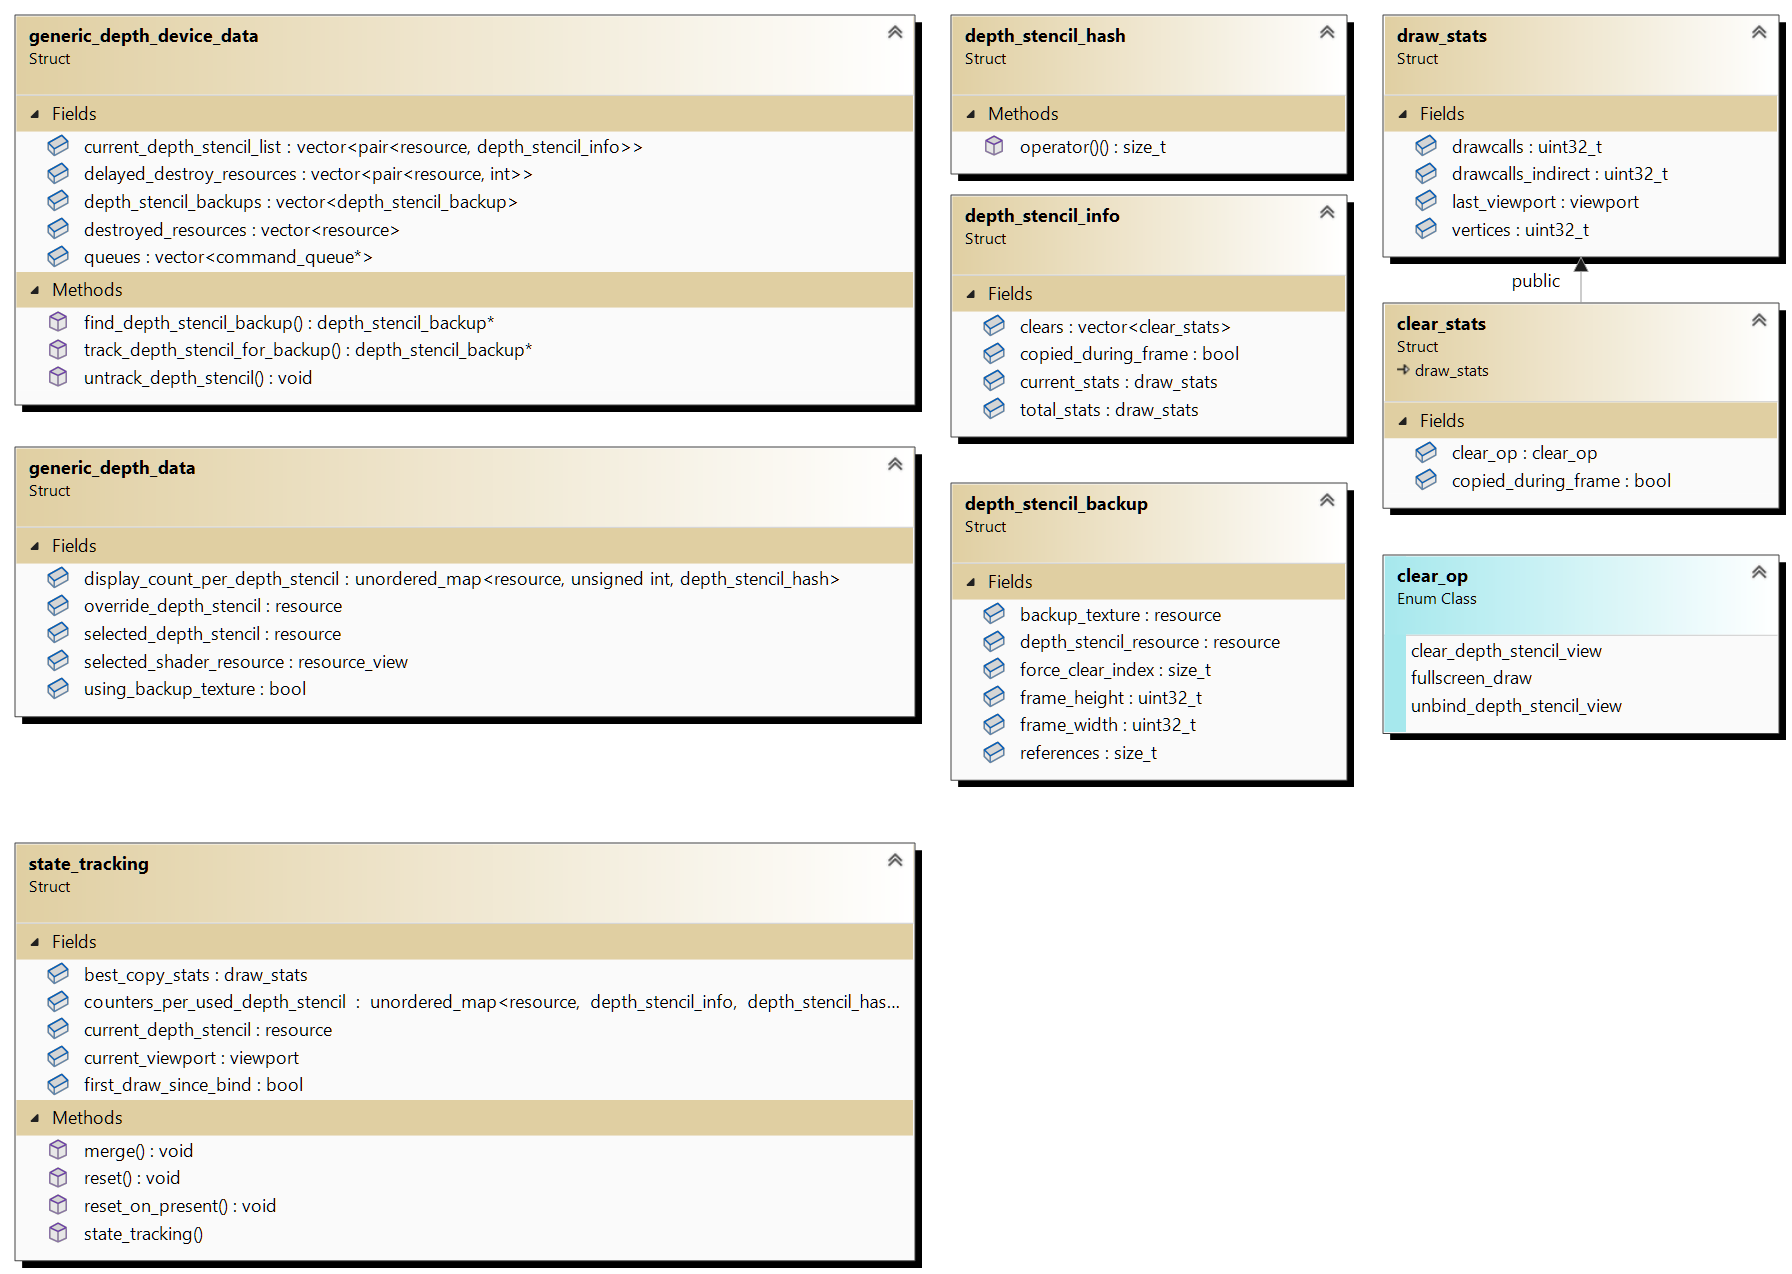 generic_depth_device_data
Struct
Fields
current_depth_stencil_list : vector<pair<resource, depth_stencil_info>>
delayed_destroy_resources : vector<pair<resource, int>>
depth_stencil_backups : vector<depth_stencil_backup>
destroyed_resources : vector<resource>
queues : vector<command_queue*>
Methods
find_depth_stencil_backup() : depth_stencil_backup*
track_depth_stencil_for_backup() : depth_stencil_backup*
untrack_depth_stencil() : void
generic_depth_data
Struct
Fields
display_count_per_depth_stencil : unordered_map<resource, unsigned int, depth_stencil_hash>
override_depth_stencil : resource
selected_depth_stencil : resource
selected_shader_resource : resource_view
using_backup_texture : bool
state_tracking
Struct
Fields
best_copy_stats : draw_stats
counters_per_used_depth_stencil : unordered_map<resource, depth_stencil_info, depth_stencil_has...
current_depth_stencil : resource
current_viewport : viewport
first_draw_since_bind : bool
Methods
merge() : void
reset() : void
reset_on_present() : void
state_tracking()
depth_stencil_hash
Struct
Methods
operator()() : size_t
depth_stencil_info
Struct
Fields
clears : vector<clear_stats>
copied_during_frame : bool
current_stats : draw_stats
total_stats : draw_stats
depth_stencil_backup
Struct
Fields
backup_texture : resource
depth_stencil_resource : resource
force_clear_index : size_t
frame_height : uint32_t
frame_width : uint32_t
references : size_t
draw_stats
Struct
Fields
drawcalls : uint32_t
drawcalls_indirect : uint32_t
last_viewport : viewport
vertices : uint32_t
public
clear_stats
Struct
draw_stats
Fields
clear_op : clear_op
copied_during_frame : bool
clear_op
Enum Class
clear_depth_stencil_view
fullscreen_draw
unbind_depth_stencil_view